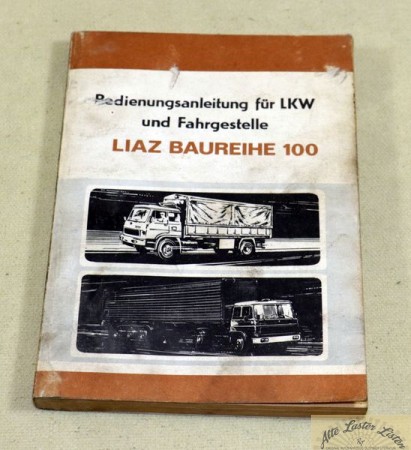 Bedienungsanleitung für LKW
und Fahrgestelle
LIAZ BAUREIHE 100
Alte Laster Listen